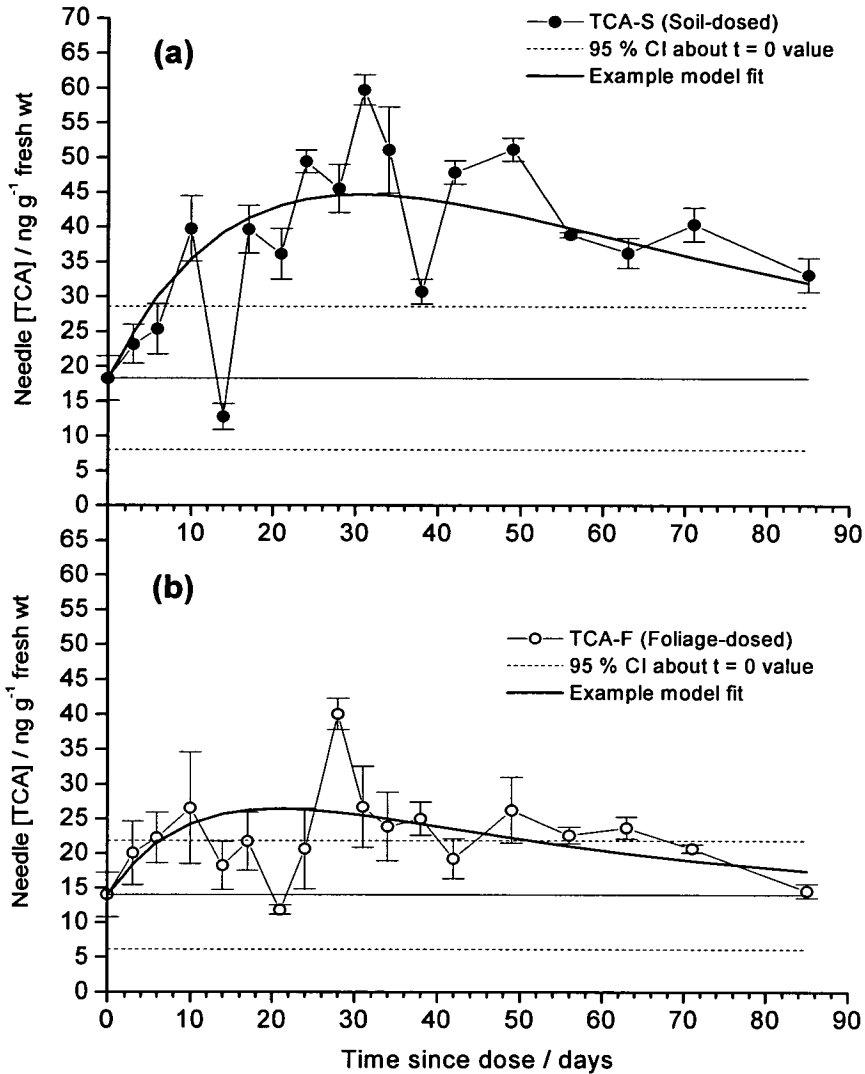 70
65
60
55
50
45
40
35
30
25
20
15
10
5
0
Needle [TCA] / ng g⁻¹ fresh wt
(a)
TCA-S (Soil-dosed)
95 % CI about t = 0 value
Example model fit
10 20 30 40 50 60 70 80 90
65
60
55
50
45
40
35
30
25
20
15
10
5
0
Needle [TCA] / ng g⁻¹ fresh wt
(b)
TCA-F (Foliage-dosed)
95 % CI about t = 0 value
Example model fit
0 10 20 30 40 50 60 70 80 90
Time since dose / days